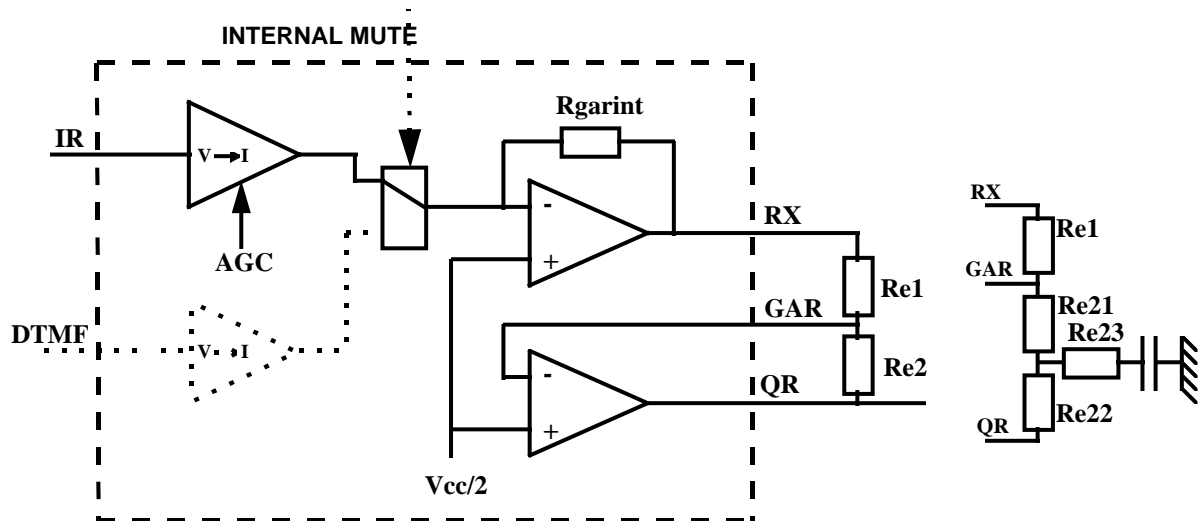 INTERNAL MUTE
Rgarint
IR
V I
RX
RX
Re1
AGC
Re1
GAR
GAR
Re21
DTMF
V I
Re23
Re2
QR
Re22
QR
Vcc/2
- 
+
-
+